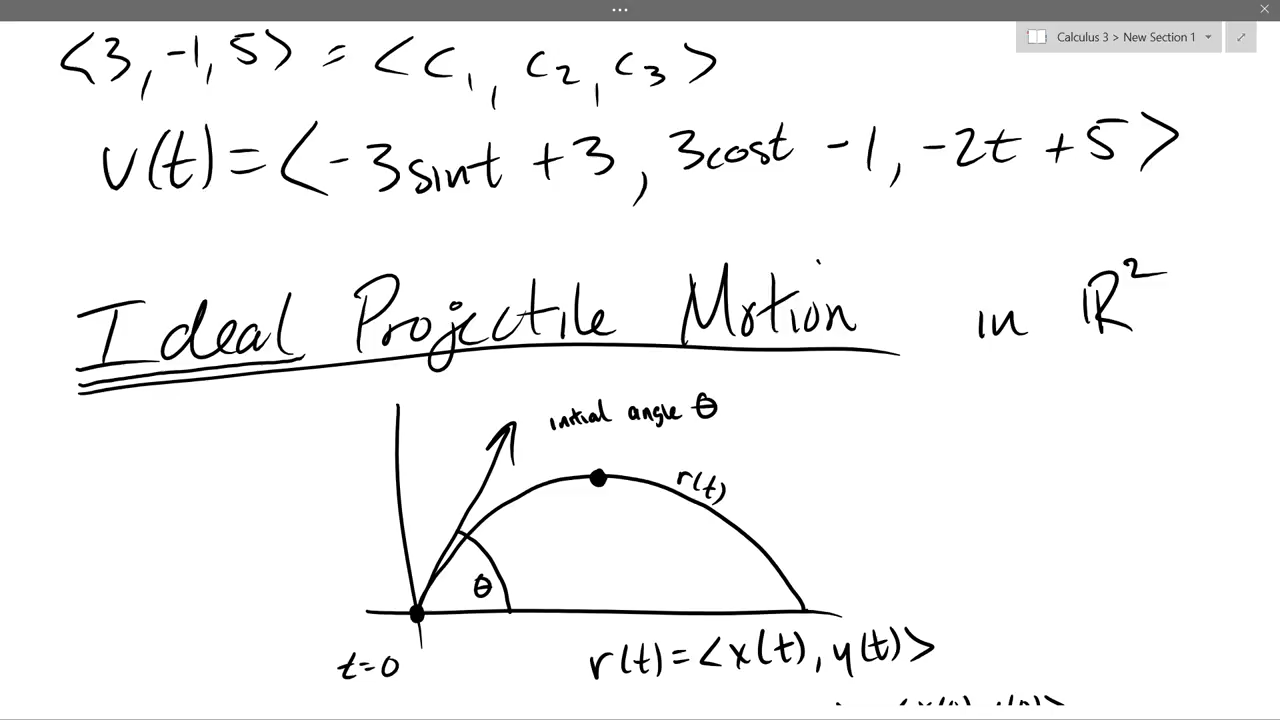 Calculus 3 > New Section 1
<3, -1, 5> = <c₁, c₂, c₃>
v(t) = <-3sint + 3, 3cost - 1, -2t + 5>
Ideal Projectile Motion in ℝ²
initial angle θ
r(t)
θ
t=0
r(t) = <x(t), y(t)>